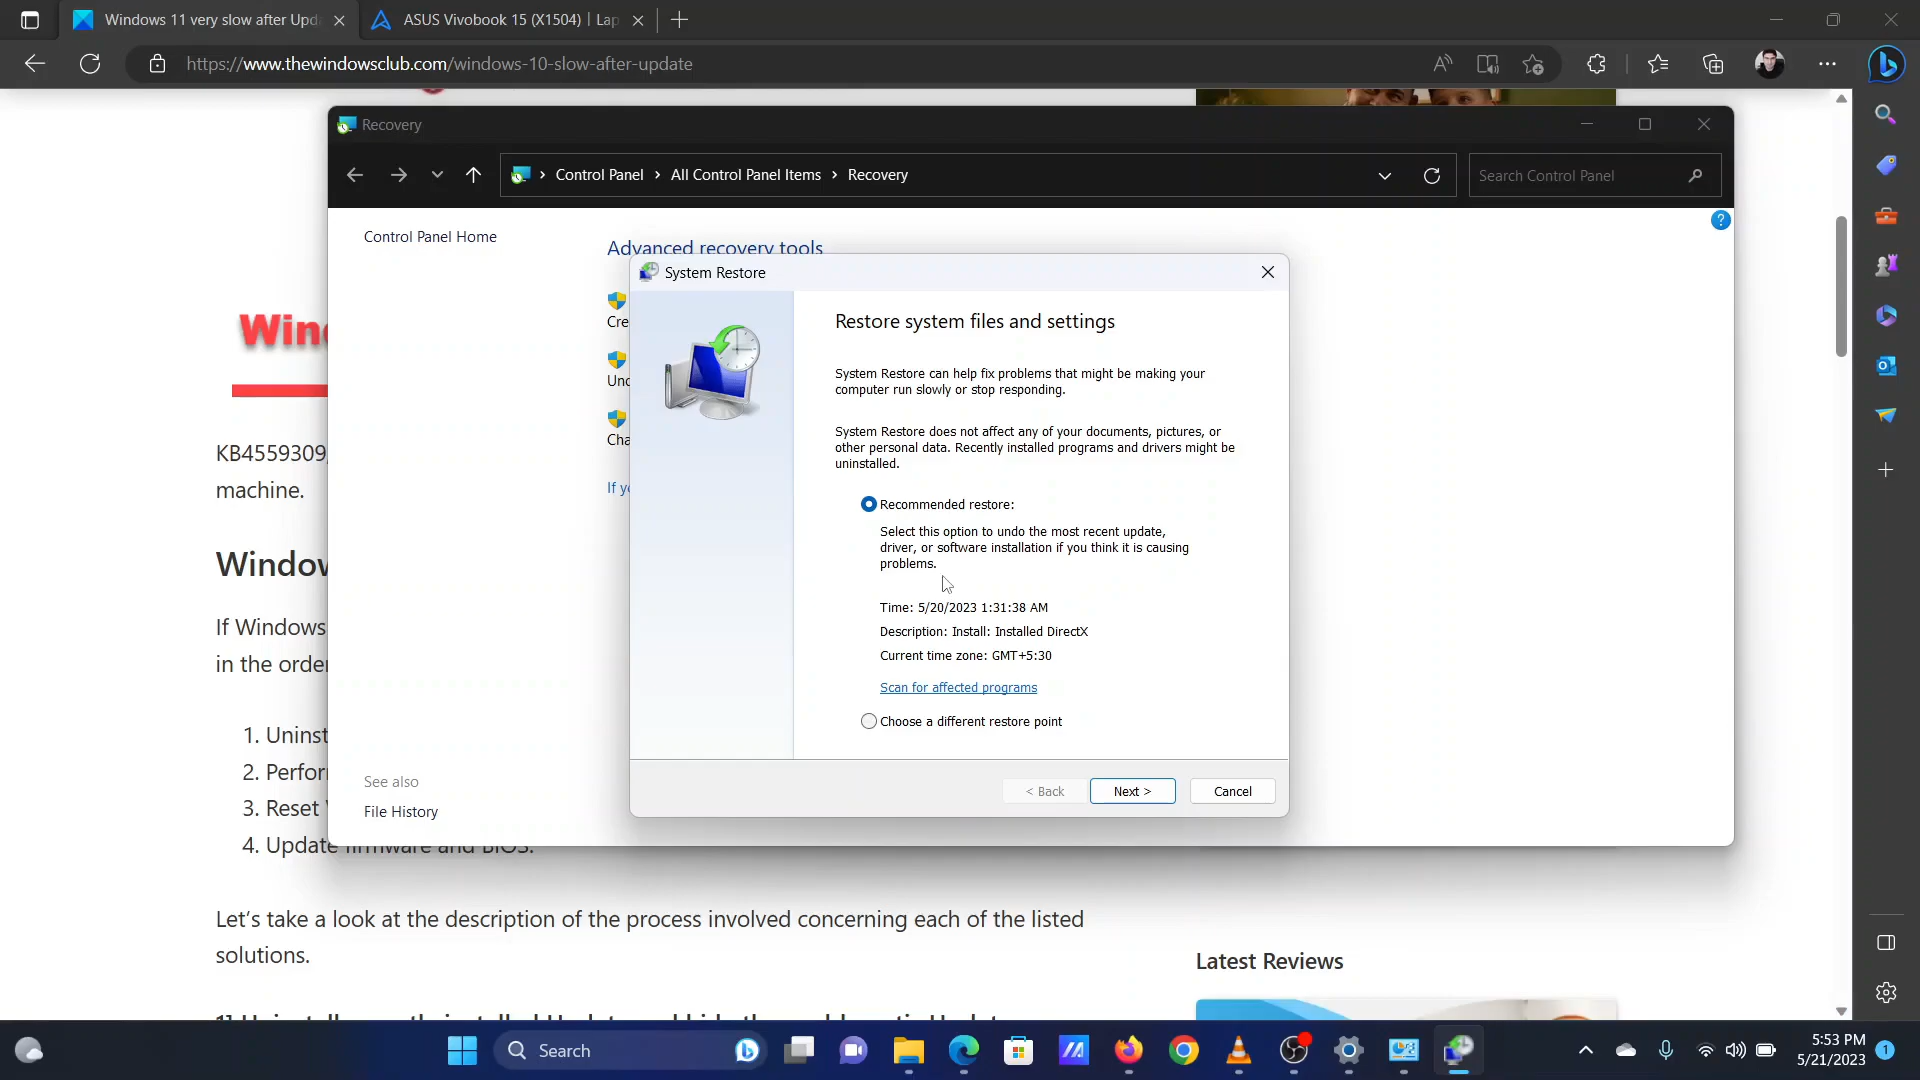 Windows 11 very slow after Upda
ASUS Vivobook 15 (X1504) | Lap
https://www.thewindowsclub.com/windows-10-slow-after-update
Recovery
Control Panel > All Control Panel Items > Recovery
Search Control Panel
Control Panel Home
Advanced recovery tools
System Restore
Restore system files and settings
System Restore can help fix problems that might be making your
computer run slowly or stop responding.
System Restore does not affect any of your documents, pictures, or
other personal data. Recently installed programs and drivers might be
uninstalled.
Recommended restore:
Select this option to undo the most recent update,
driver, or software installation if you think it is causing
problems.
Time: 5/20/2023 1:31:38 AM
Description: Install: Installed DirectX
Current time zone: GMT+5:30
Scan for affected programs
Choose a different restore point
< Back
Next >
Cancel
Cre
Und
Cha
If yo
See also
File History
Wind
KB4559309,
machine.
Window
If Windows
in the order
1. Uninst
2. Perfor
3. Reset
4. Update firmware and BIOS.
Let's take a look at the description of the process involved concerning each of the listed
solutions.
Latest Reviews
Search
5:53 PM
5/21/2023
1